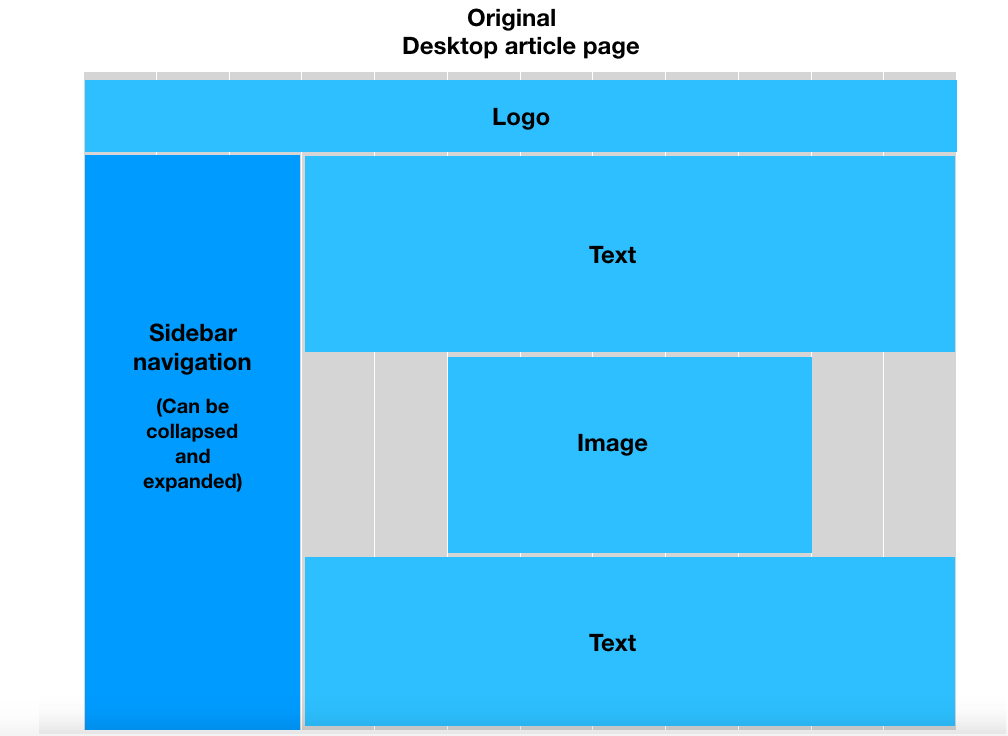 Original
Desktop article page
Logo
Text
Sidebar
navigation
(Can be
collapsed
and
expanded)
Image
Text